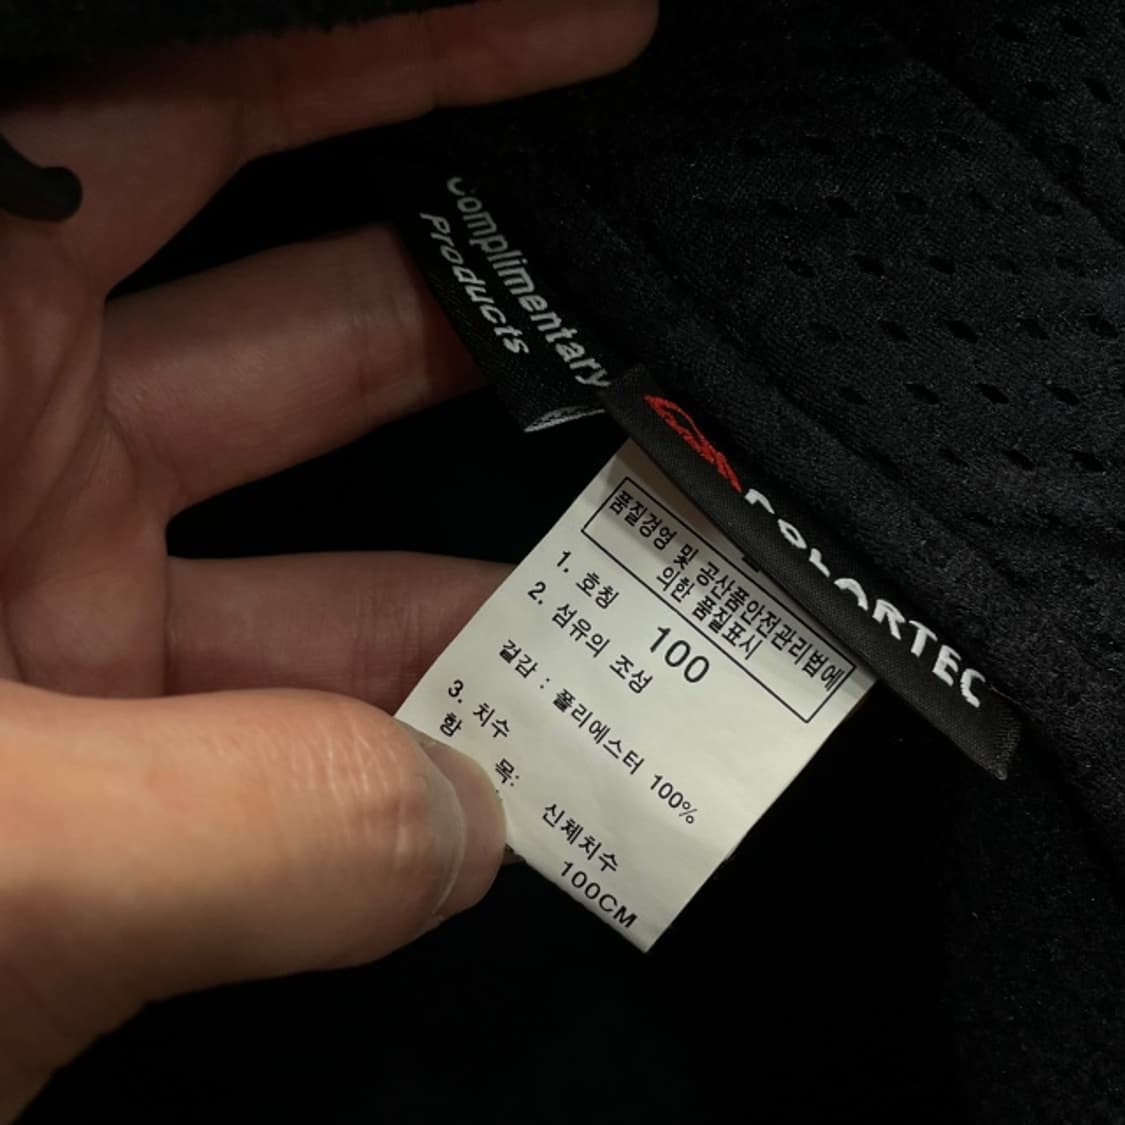 Complimentary
Products
POLARTEC
품질경영 및 공산품안전관리법에
의한 품질표시
1. 호칭 100
2. 섬유의 조성
겉감 : 폴리에스터 100%
3. 치수
항 목: 신체치수
100CM